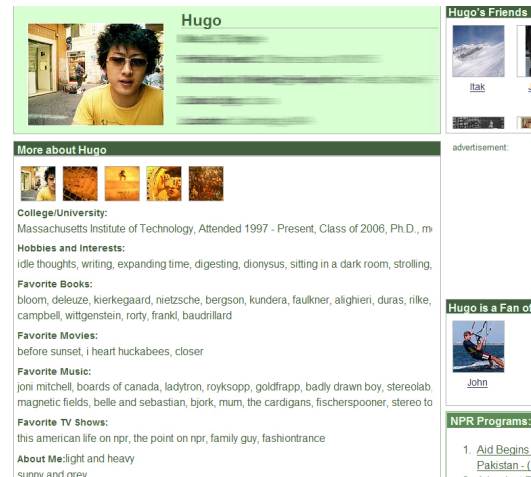 Hugo
Hugo's Friends
Itak
advertisement:
More about Hugo
College/University:
Massachusetts Institute of Technology, Attended 1997 - Present, Class of 2006, Ph.D.,
Hobbies and Interests:
idle thoughts, writing, expanding time, digesting, dionysus, sitting in a dark room, strolling,
Favorite Books:
bloom, deleuze, kierkegaard, nietzsche, bergson, kundera, faulkner, alighieri, duras, rilke,
campbell, wittgenstein, rorty, frankl, baudrillard
Favorite Movies:
before sunset, i heart huckabees, closer
Favorite Music:
joni mitchell, boards of canada, ladytron, royksopp, goldfrapp, badly drawn boy, stereolab,
magnetic fields, belle and sebastian, bjork, mum, the cardigans, fischerspooner, stereo to
Favorite TV Shows:
this american life on npr, the point on npr, family guy, fashiontrance
About Me:light and heavy
sunny and grey
Hugo is a Fan of
John
NPR Programs:
1. Aid Begins
Pakistan - (